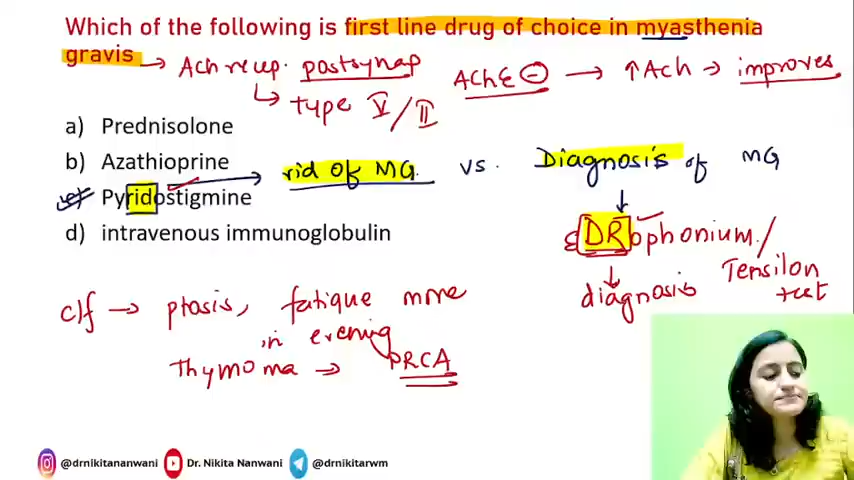 Which of the following is first line drug of choice in myasthenia
gravis → Ach recep. postsynap
↳ type V/II
AChE ⊖ → ↑Ach → improves
a) Prednisolone
b) Azathioprine
c) Pyridostigmine → rid of MG vs. Diagnosis of MG
d) intravenous immunoglobulin
↓
EDRophonium / Tensilon test
↓
diagnosis
c/f → ptosis, fatique more
in evening
Thymoma → PRCA
@drnikitananwani Dr. Nikita Nanwani @drnikitarwm